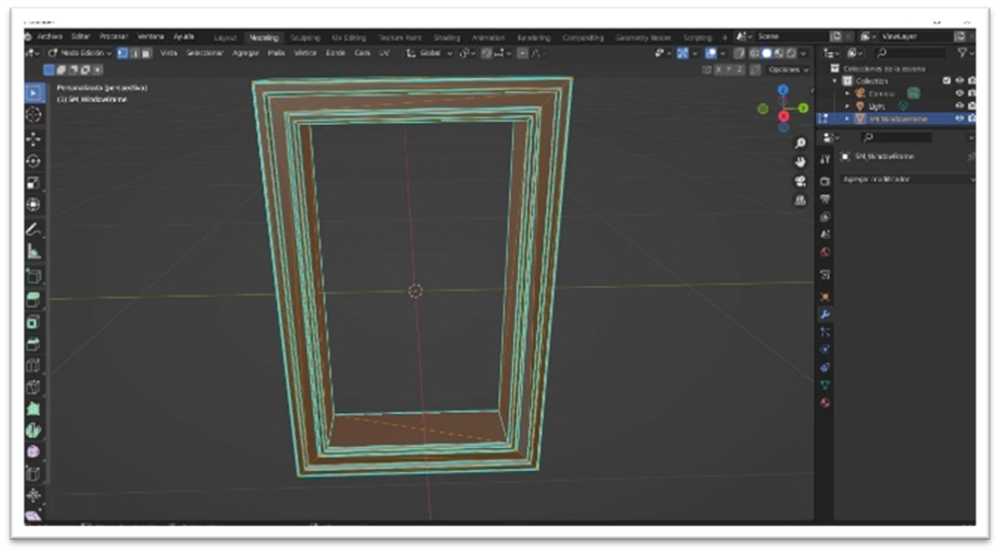 Archivo Editar Procesar Ventana Ayuda Layout Modeling Sculpting UV Editing Texture Paint Shading Animation Rendering Compositing Geometry Nodes Scripting + Scene ViewLayer
Modo Edición Vista Seleccionar Agregar Malla Vértice Borde Cara UV Global
Opciones
Personalizada (perspectiva)
(1) SM_WindowFrame
Colecciones de la escena
Collection
Camera
Light
SM_WindowFrame
SM_WindowFrame
Agregar modificador